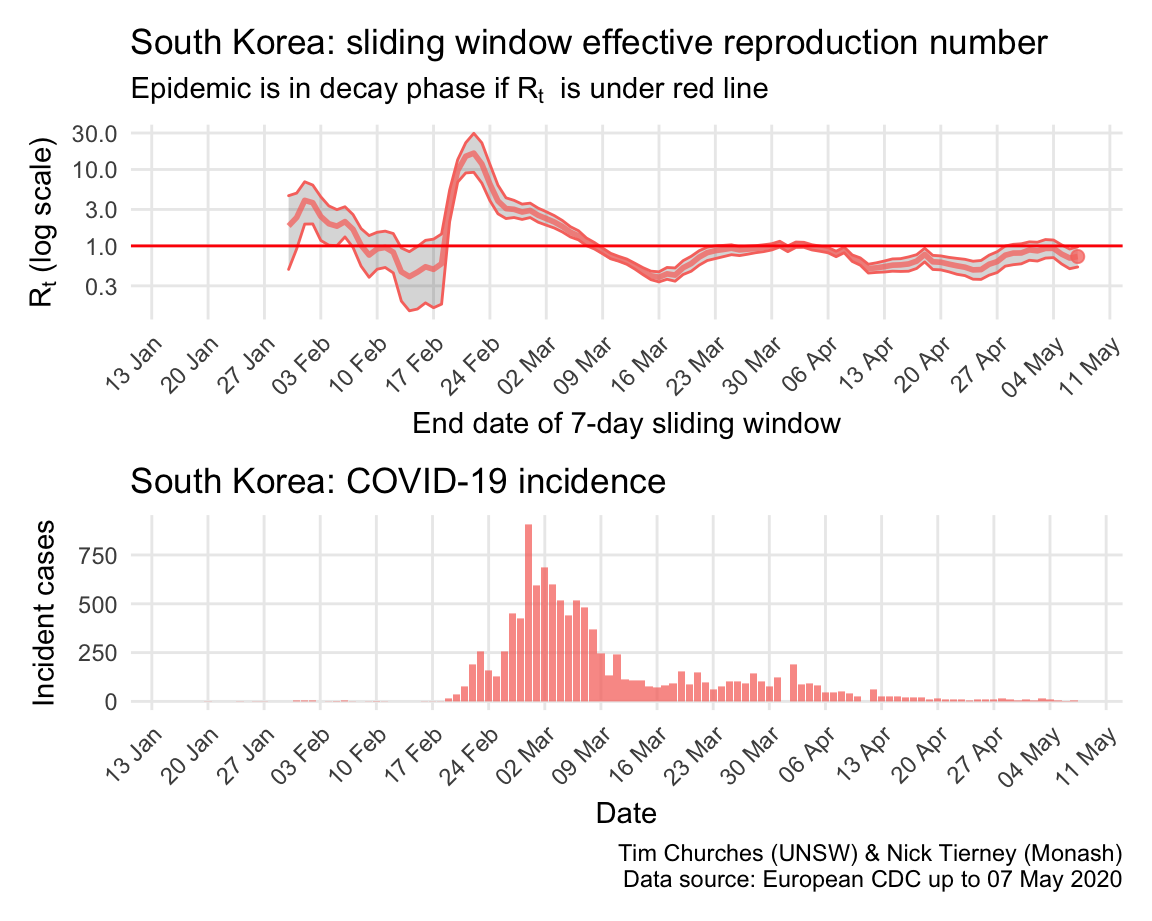 South Korea: sliding window effective reproduction number
Epidemic is in decay phase if Rt is under red line
Rt (log scale)
30.0
10.0
3.0
1.0
0.3
13 Jan
20 Jan
27 Jan
03 Feb
10 Feb
17 Feb
24 Feb
02 Mar
09 Mar
16 Mar
23 Mar
30 Mar
06 Apr
13 Apr
20 Apr
27 Apr
04 May
11 May
End date of 7-day sliding window
South Korea: COVID-19 incidence
Incident cases
750
500
250
0
13 Jan
20 Jan
27 Jan
03 Feb
10 Feb
17 Feb
24 Feb
02 Mar
09 Mar
16 Mar
23 Mar
30 Mar
06 Apr
13 Apr
20 Apr
27 Apr
04 May
11 May
Date
Tim Churches (UNSW) & Nick Tierney (Monash)
Data source: European CDC up to 07 May 2020